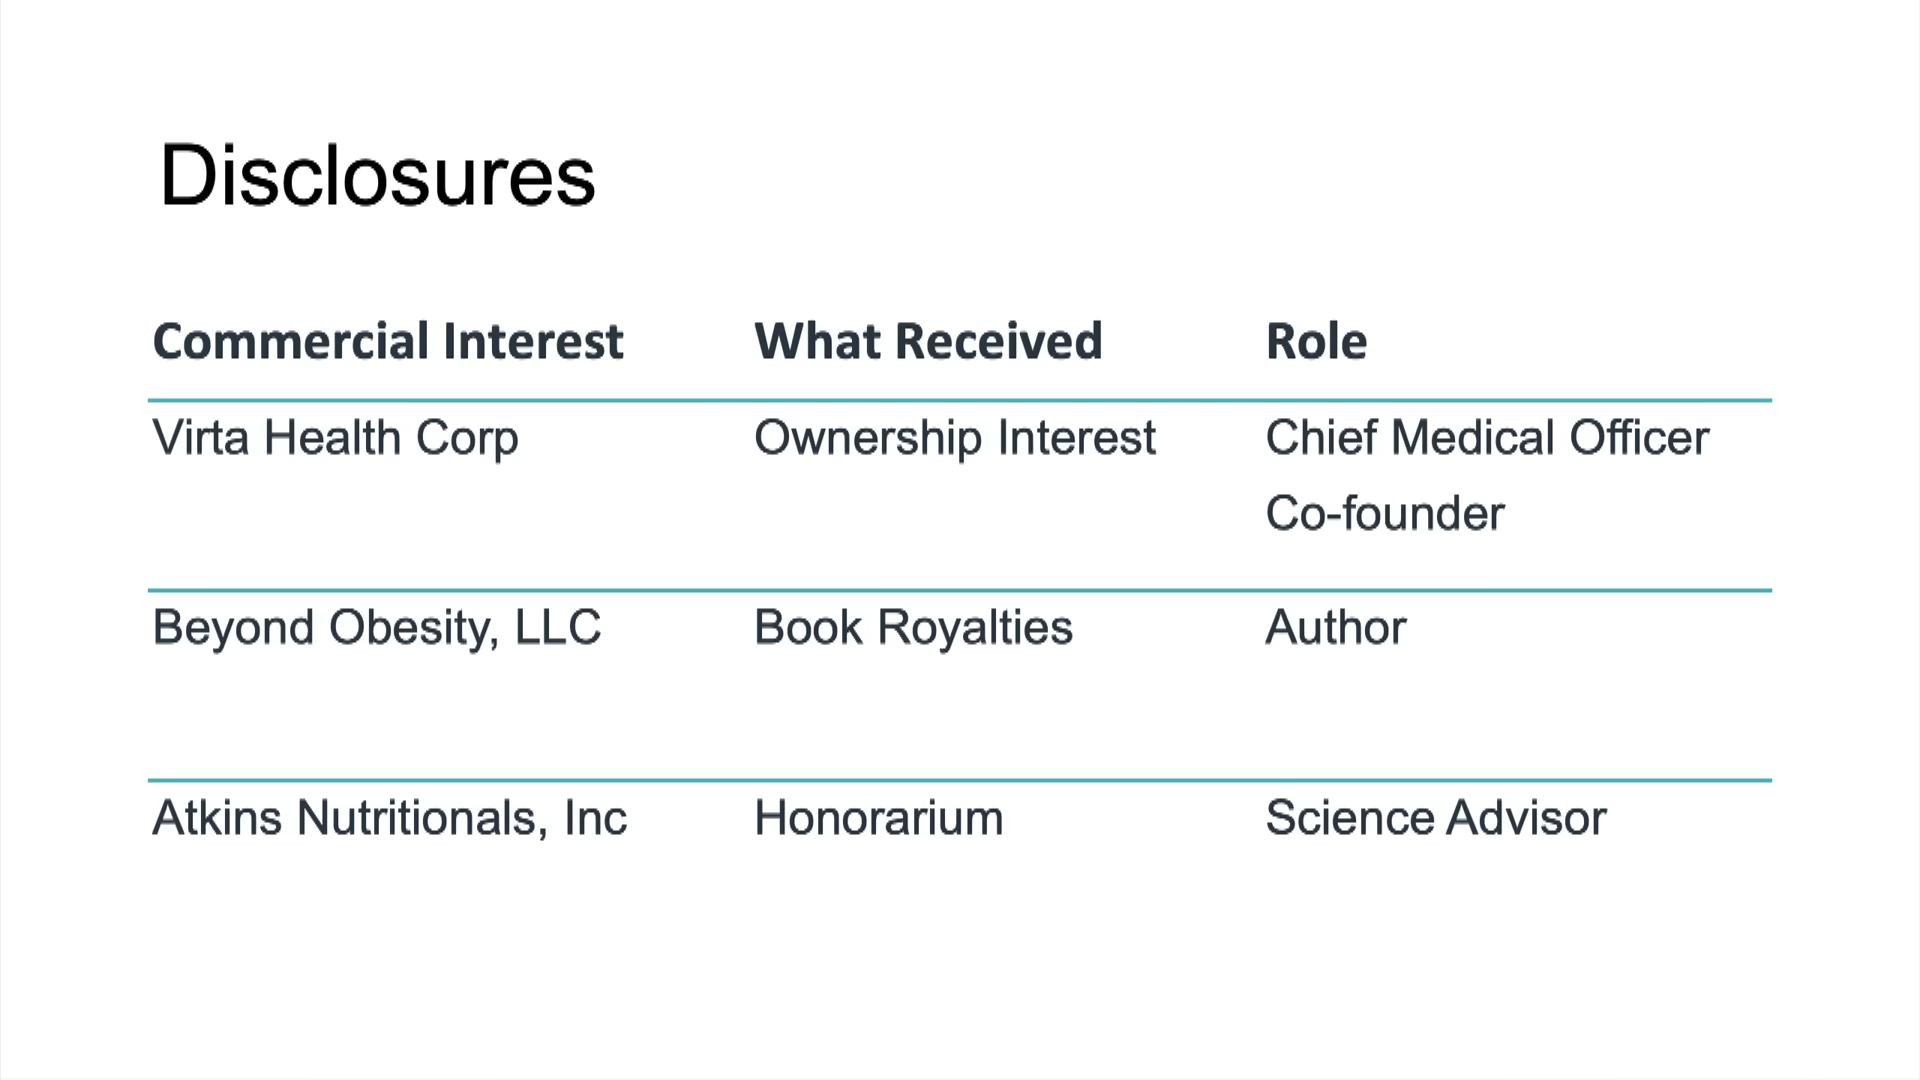 Disclosures
Commercial Interest What Received Role
Virta Health Corp Ownership Interest Chief Medical Officer
Co-founder
Beyond Obesity, LLC Book Royalties Author
Atkins Nutritionals, Inc Honorarium Science Advisor